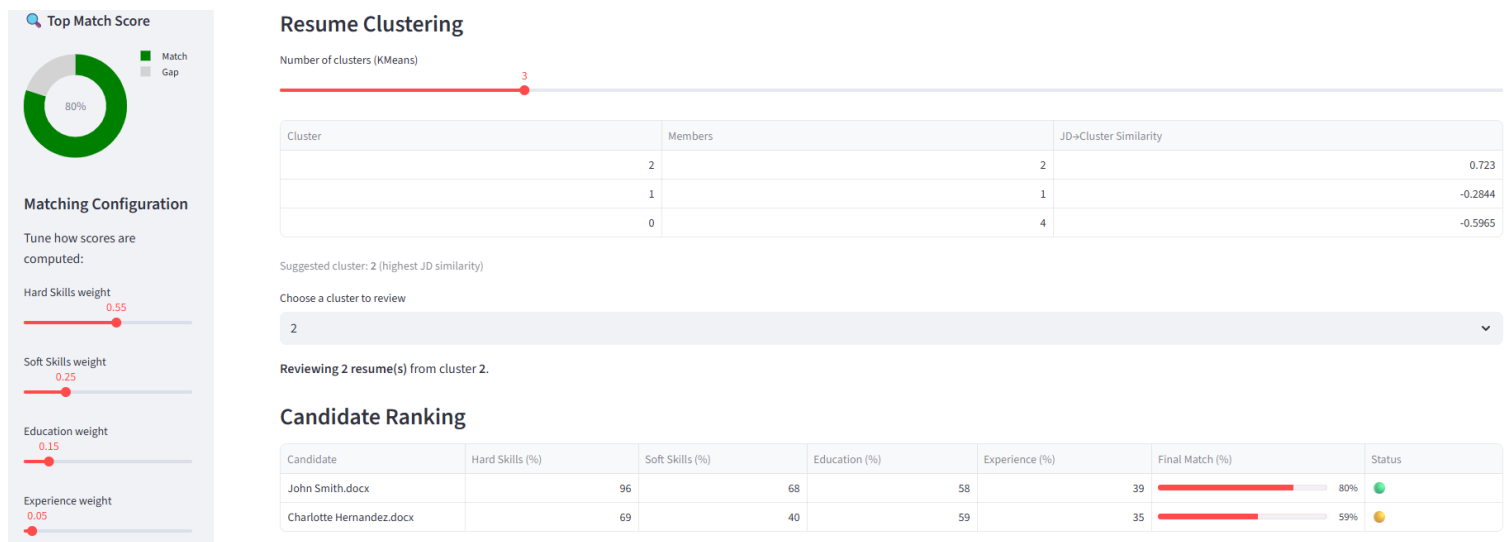 🔍 Top Match Score
Match
Gap
80%
Matching Configuration
Tune how scores are
computed:
Hard Skills weight
0.55
Soft Skills weight
0.25
Education weight
0.15
Experience weight
0.05
Resume Clustering
Number of clusters (KMeans)
3
Cluster Members JD→Cluster Similarity
2 2 0.723
1 1 -0.2844
0 4 -0.5965
Suggested cluster: 2 (highest JD similarity)
Choose a cluster to review
2
Reviewing 2 resume(s) from cluster 2.
Candidate Ranking
Candidate Hard Skills (%) Soft Skills (%) Education (%) Experience (%) Final Match (%) Status
John Smith.docx 96 68 58 39 80%
Charlotte Hernandez.docx 69 40 59 35 59%